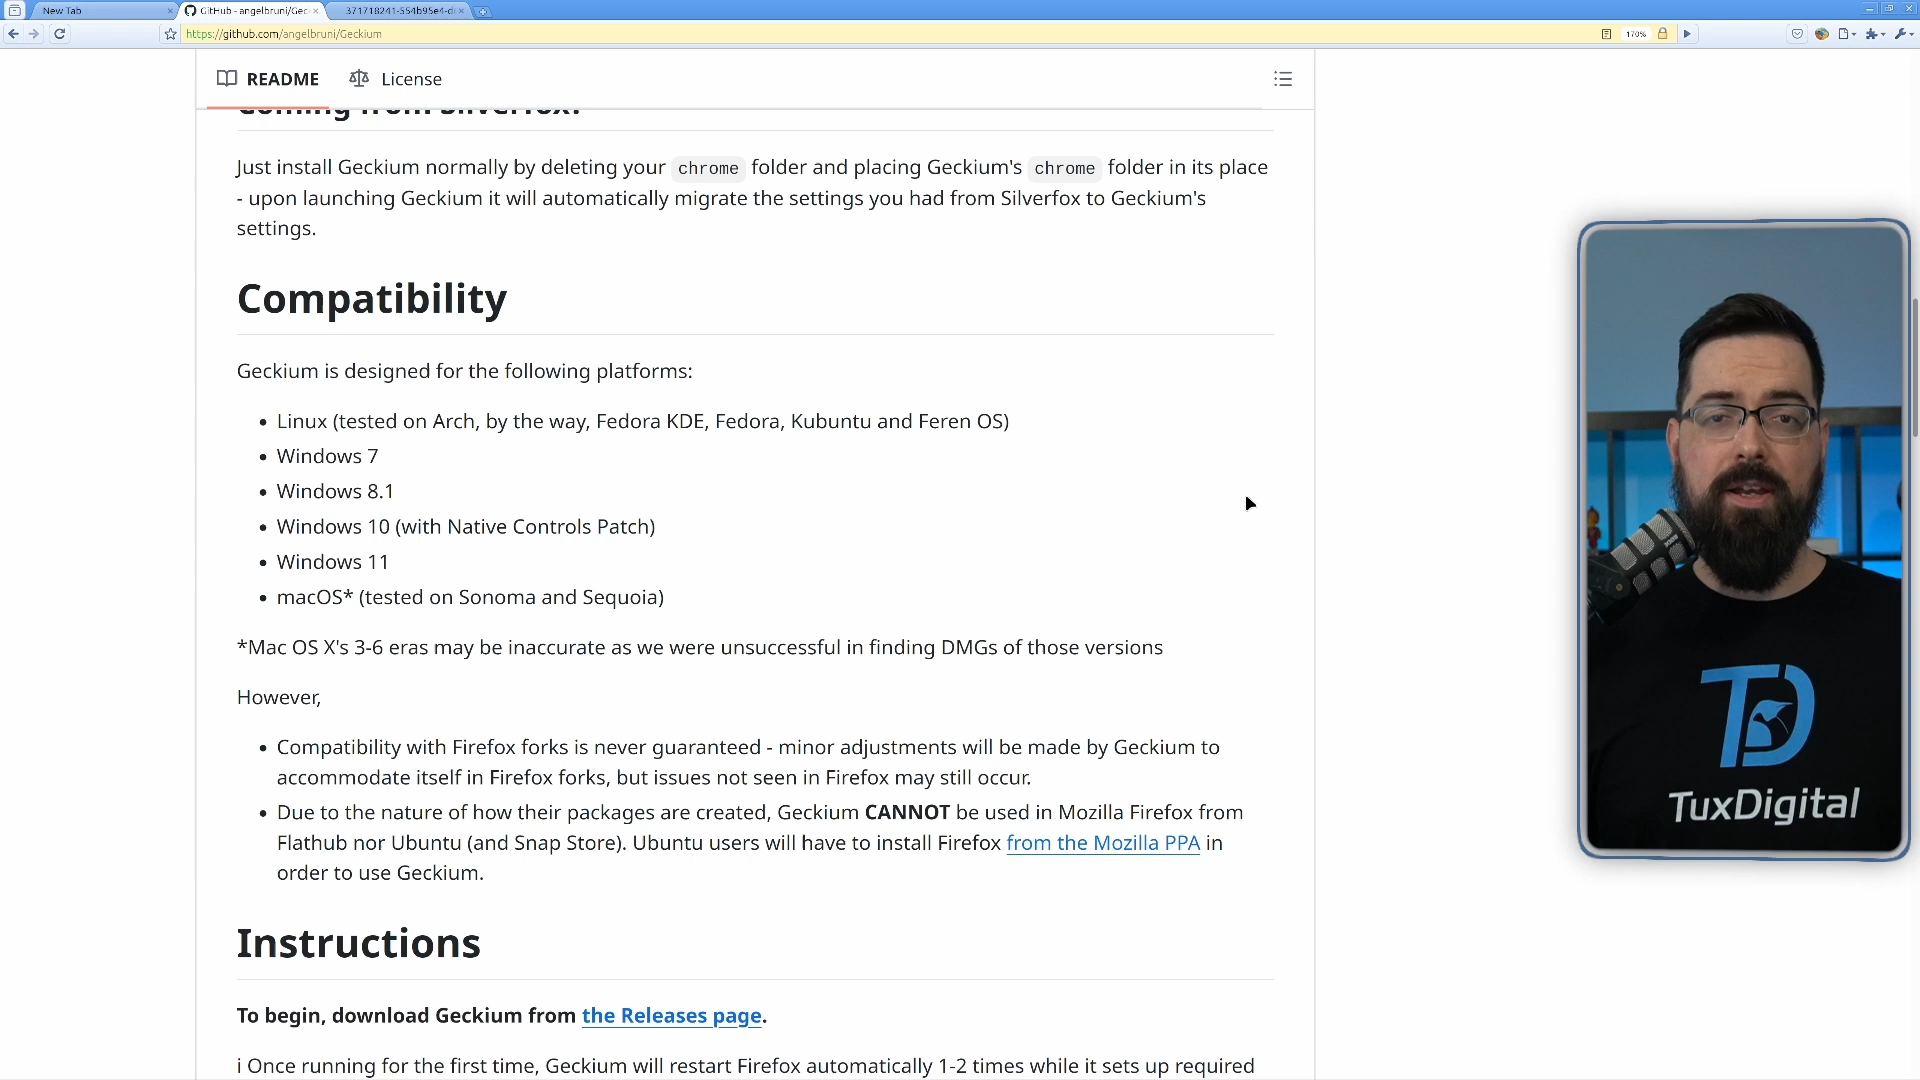 New Tab
GitHub - angelbruni/Gec
371718241-554b95e4-d
https://github.com/angelbruni/Geckium
170%
README
License
Coming from Silverfox?
Just install Geckium normally by deleting your chrome folder and placing Geckium's chrome folder in its place
- upon launching Geckium it will automatically migrate the settings you had from Silverfox to Geckium's
settings.
Compatibility
Geckium is designed for the following platforms:
• Linux (tested on Arch, by the way, Fedora KDE, Fedora, Kubuntu and Feren OS)
• Windows 7
• Windows 8.1
• Windows 10 (with Native Controls Patch)
• Windows 11
• macOS* (tested on Sonoma and Sequoia)
*Mac OS X's 3-6 eras may be inaccurate as we were unsuccessful in finding DMGs of those versions
However,
• Compatibility with Firefox forks is never guaranteed - minor adjustments will be made by Geckium to
accommodate itself in Firefox forks, but issues not seen in Firefox may still occur.
• Due to the nature of how their packages are created, Geckium CANNOT be used in Mozilla Firefox from
Flathub nor Ubuntu (and Snap Store). Ubuntu users will have to install Firefox from the Mozilla PPA in
order to use Geckium.
Instructions
To begin, download Geckium from the Releases page.
i Once running for the first time, Geckium will restart Firefox automatically 1-2 times while it sets up required
TD
TuxDigital